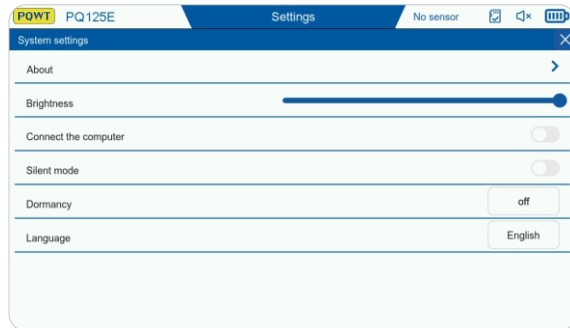 PQWT PQ125E Settings No sensor
System settings
About
Brightness
Connect the computer
Silent mode
Dormancy off
Language English